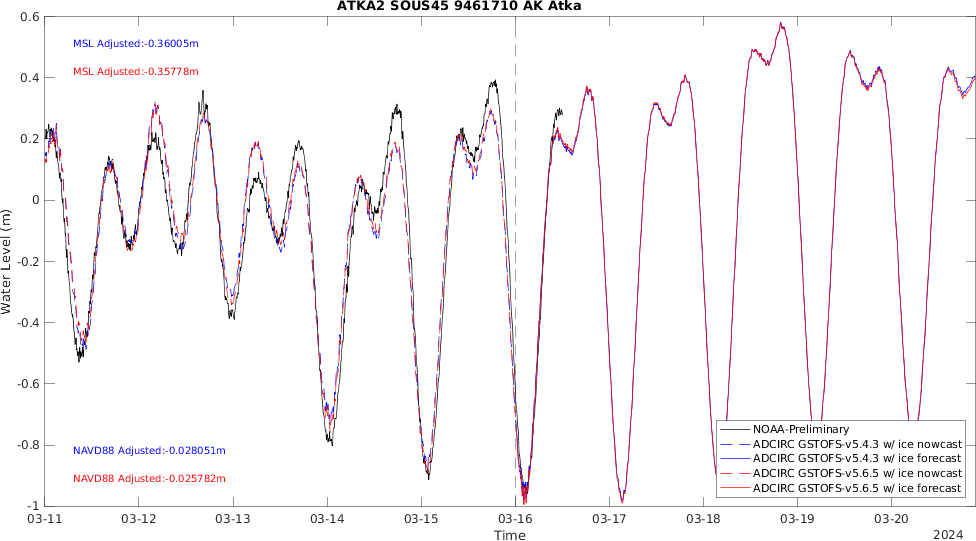 ATKA2 SOUS45 9461710 AK Atka
0.6
MSL Adjusted:-0.36005m
MSL Adjusted:-0.35778m
0.4
0.2
0
-0.2
-0.4
-0.6
-0.8
-1
Water Level (m)
NAVD88 Adjusted:-0.028051m
NAVD88 Adjusted:-0.025782m
NOAA-Preliminary
ADCIRC GSTOFS-v5.4.3 w/ ice nowcast
ADCIRC GSTOFS-v5.4.3 w/ ice forecast
ADCIRC GSTOFS-v5.6.5 w/ ice nowcast
ADCIRC GSTOFS-v5.6.5 w/ ice forecast
03-11 03-12 03-13 03-14 03-15 03-16 03-17 03-18 03-19 03-20
Time
2024